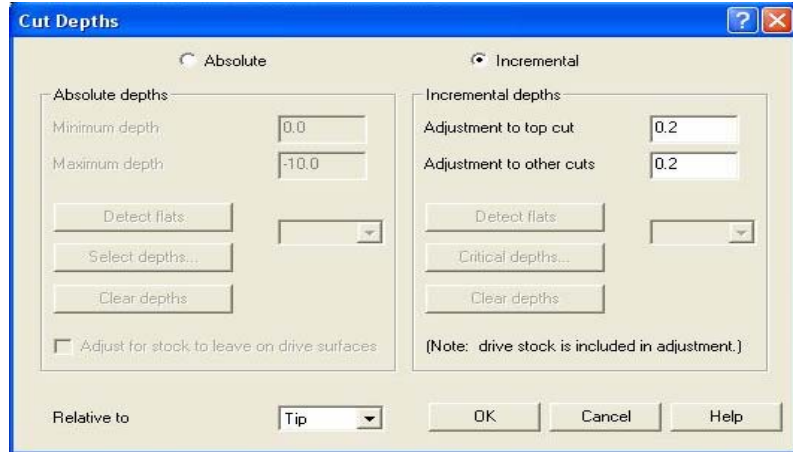 Cut Depths
Absolute
Incremental
Absolute depths
Minimum depth 0.0
Maximum depth -10.0
Detect flats
Select depths...
Clear depths
Adjust for stock to leave on drive surfaces
Incremental depths
Adjustment to top cut 0.2
Adjustment to other cuts 0.2
Detect flats
Critical depths...
Clear depths
(Note: drive stock is included in adjustment.)
Relative to Tip
OK Cancel Help